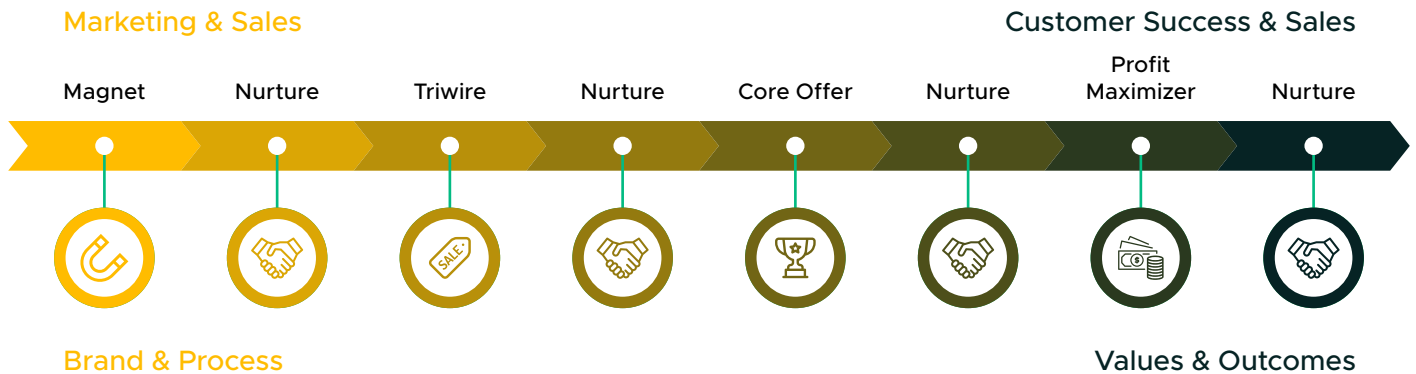 Marketing & Sales
Customer Success & Sales
Magnet
Nurture
Triwire
Nurture
Core Offer
Nurture
Profit
Maximizer
Nurture
SALE
Brand & Process
Values & Outcomes